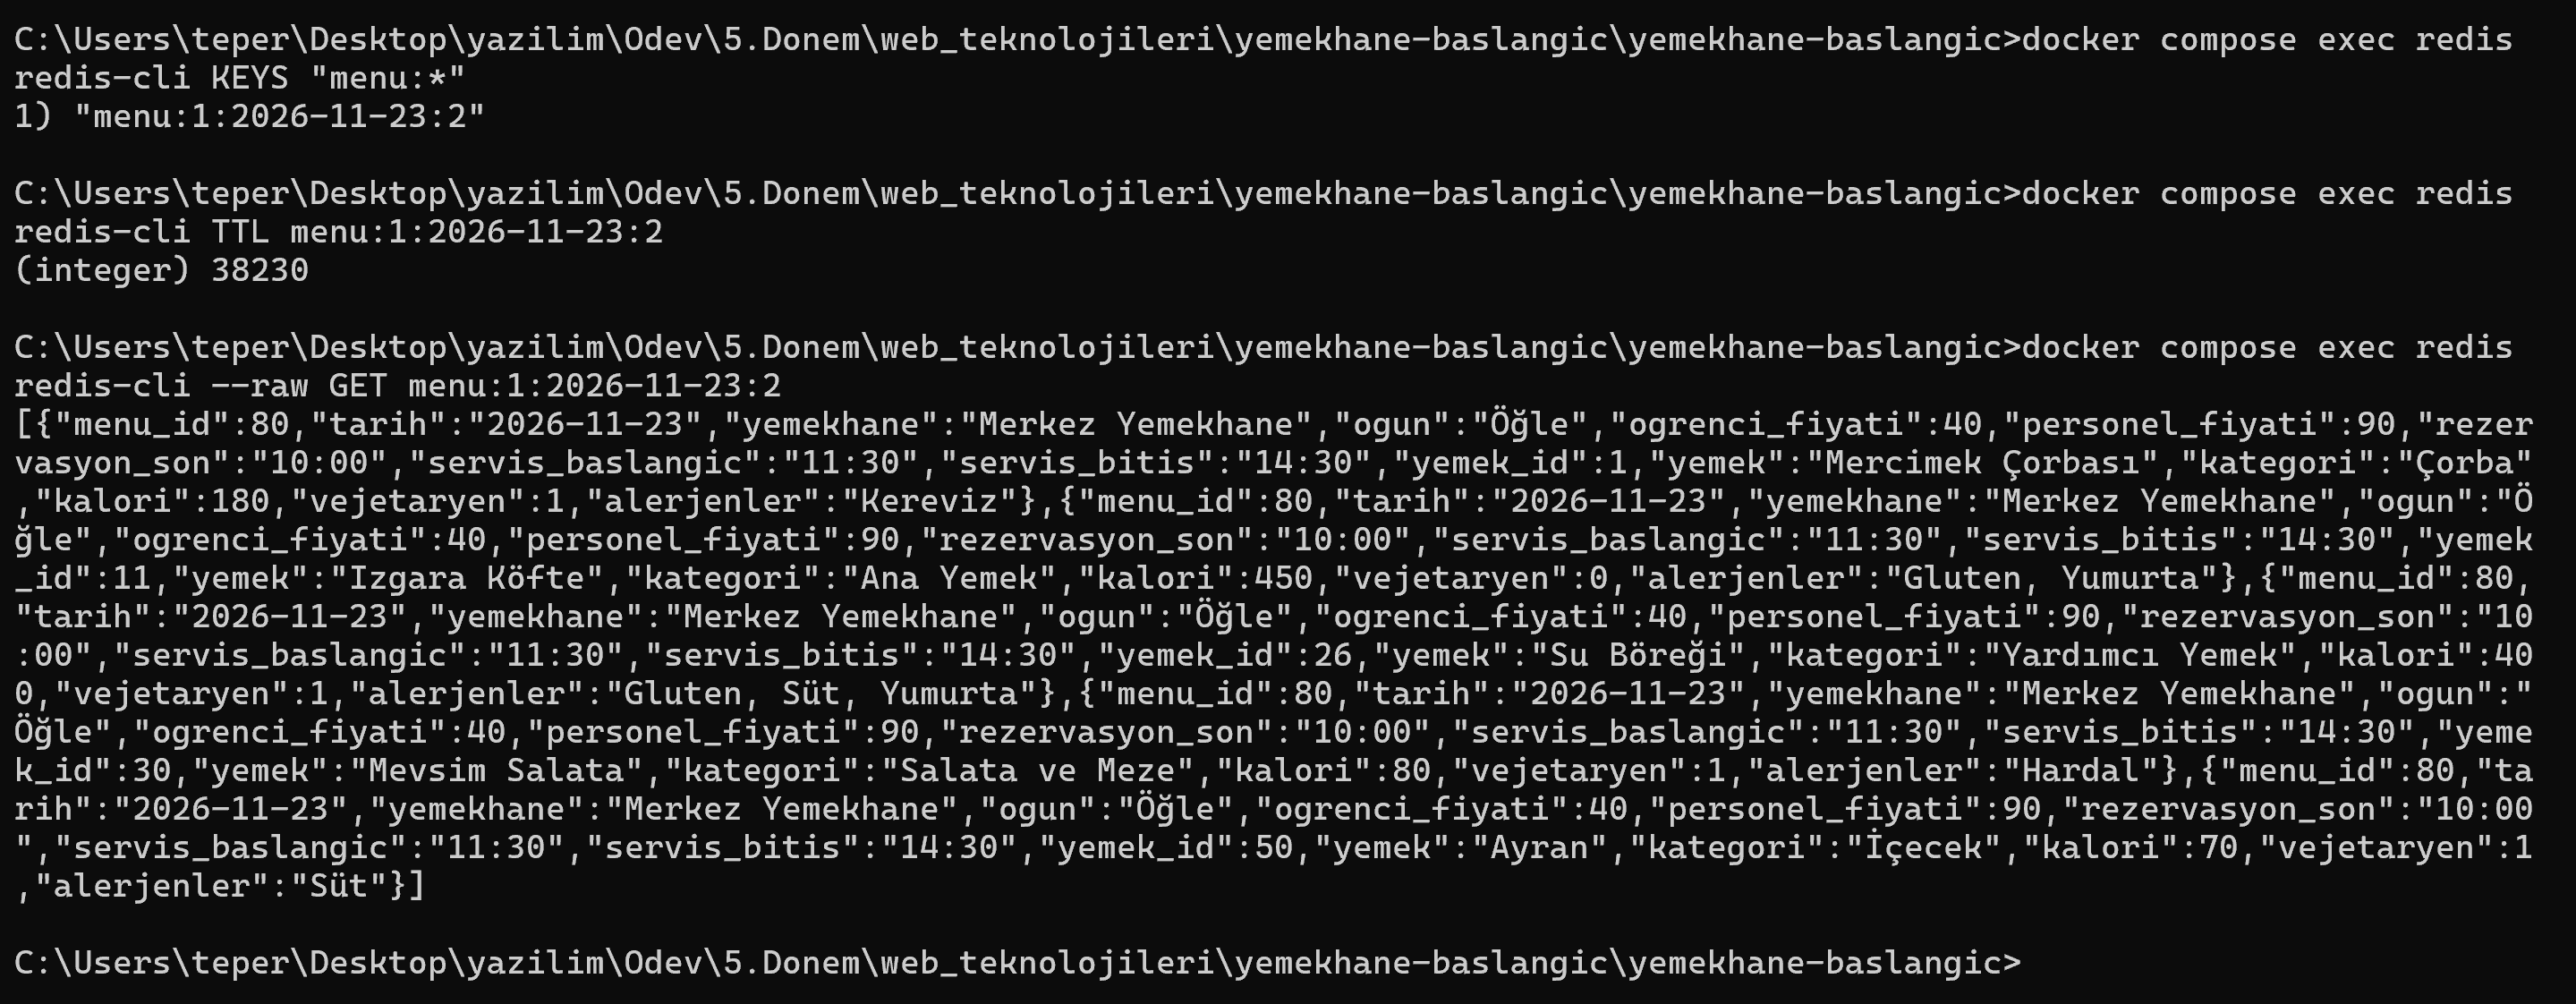 C:\Users\teper\Desktop\yazilim\Odev\5.Donem\web_teknolojileri\yemekhane-baslangic\yemekhane-baslangic>docker compose exec redis
redis-cli KEYS "menu:*"
1) "menu:1:2026-11-23:2"
C:\Users\teper\Desktop\yazilim\Odev\5.Donem\web_teknolojileri\yemekhane-baslangic\yemekhane-baslangic>docker compose exec redis
redis-cli TTL menu:1:2026-11-23:2
(integer) 38230
C:\Users\teper\Desktop\yazilim\Odev\5.Donem\web_teknolojileri\yemekhane-baslangic\yemekhane-baslangic>docker compose exec redis
redis-cli --raw GET menu:1:2026-11-23:2
[{"menu_id":80,"tarih":"2026-11-23","yemekhane":"Merkez Yemekhane","ogun":"Öğle","ogrenci_fiyati":40,"personel_fiyati":90,"rezer
vasyon_son":"10:00","servis_baslangic":"11:30","servis_bitis":"14:30","yemek_id":1,"yemek":"Mercimek Çorbası","kategori":"Çorba"
,"kalori":180,"vejetaryen":1,"alerjenler":"Kereviz"},{"menu_id":80,"tarih":"2026-11-23","yemekhane":"Merkez Yemekhane","ogun":"Ö
ğle","ogrenci_fiyati":40,"personel_fiyati":90,"rezervasyon_son":"10:00","servis_baslangic":"11:30","servis_bitis":"14:30","yemek
_id":11,"yemek":"Izgara Köfte","kategori":"Ana Yemek","kalori":450,"vejetaryen":0,"alerjenler":"Gluten, Yumurta"},{"menu_id":80,
"tarih":"2026-11-23","yemekhane":"Merkez Yemekhane","ogun":"Öğle","ogrenci_fiyati":40,"personel_fiyati":90,"rezervasyon_son":"10
:00","servis_baslangic":"11:30","servis_bitis":"14:30","yemek_id":26,"yemek":"Su Böreği","kategori":"Yardımcı Yemek","kalori":40
0,"vejetaryen":1,"alerjenler":"Gluten, Süt, Yumurta"},{"menu_id":80,"tarih":"2026-11-23","yemekhane":"Merkez Yemekhane","ogun":"
Öğle","ogrenci_fiyati":40,"personel_fiyati":90,"rezervasyon_son":"10:00","servis_baslangic":"11:30","servis_bitis":"14:30","yeme
k_id":30,"yemek":"Mevsim Salata","kategori":"Salata ve Meze","kalori":80,"vejetaryen":1,"alerjenler":"Hardal"},{"menu_id":80,"ta
rih":"2026-11-23","yemekhane":"Merkez Yemekhane","ogun":"Öğle","ogrenci_fiyati":40,"personel_fiyati":90,"rezervasyon_son":"10:00
","servis_baslangic":"11:30","servis_bitis":"14:30","yemek_id":50,"yemek":"Ayran","kategori":"İçecek","kalori":70,"vejetaryen":1
,"alerjenler":"Süt"}]
C:\Users\teper\Desktop\yazilim\Odev\5.Donem\web_teknolojileri\yemekhane-baslangic\yemekhane-baslangic>